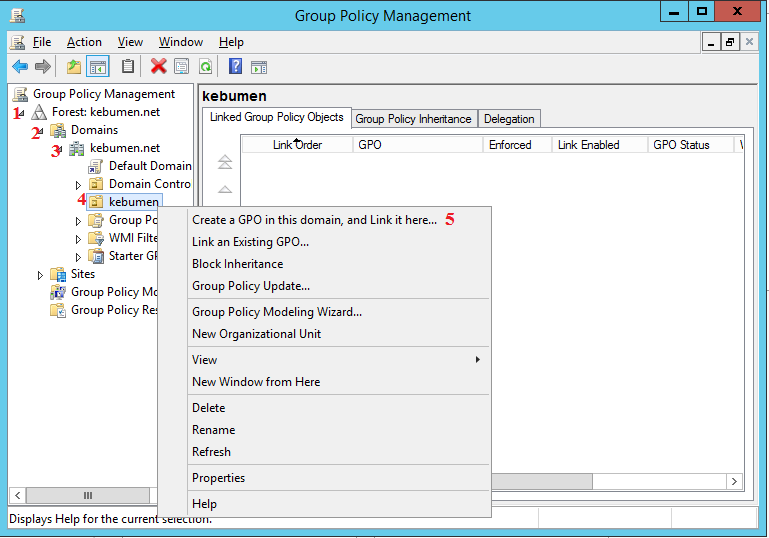 Group Policy Management
File Action View Window Help
Group Policy Management
1 Forest: kebumen.net
2 Domains
3 kebumen.net
Default Domain
Domain Contro
4 kebumen
Group Po
WMI Filte
Starter GP
Sites
Group Policy Mo
Group Policy Res
kebumen
Linked Group Policy Objects Group Policy Inheritance Delegation
Link Order GPO Enforced Link Enabled GPO Status
Create a GPO in this domain, and Link it here... 5
Link an Existing GPO...
Block Inheritance
Group Policy Update...
Group Policy Modeling Wizard...
New Organizational Unit
View
New Window from Here
Delete
Rename
Refresh
Properties
Help
Displays Help for the current selection.